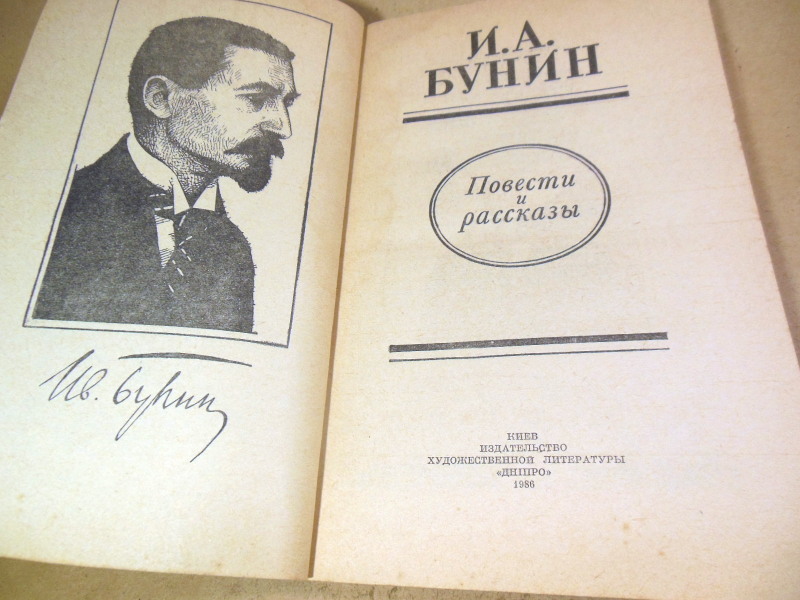 Ив. Бунин
И. А.
БУНИН
Повести
и
рассказы
КИЕВ
ИЗДАТЕЛЬСТВО
ХУДОЖЕСТВЕННОЙ ЛИТЕРАТУРЫ
«ДНІПРО»
1986